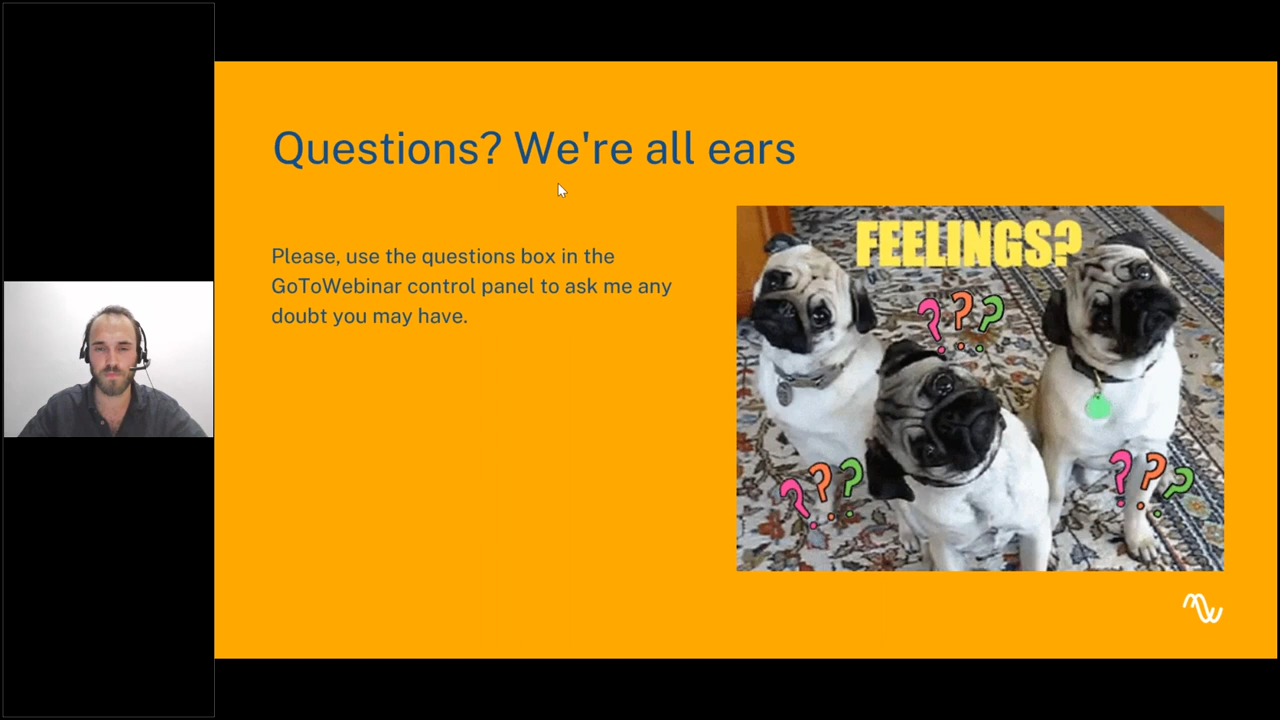 Questions? We're all ears
Please, use the questions box in the
GoToWebinar control panel to ask me any
doubt you may have.
FEELINGS?
???
???
???